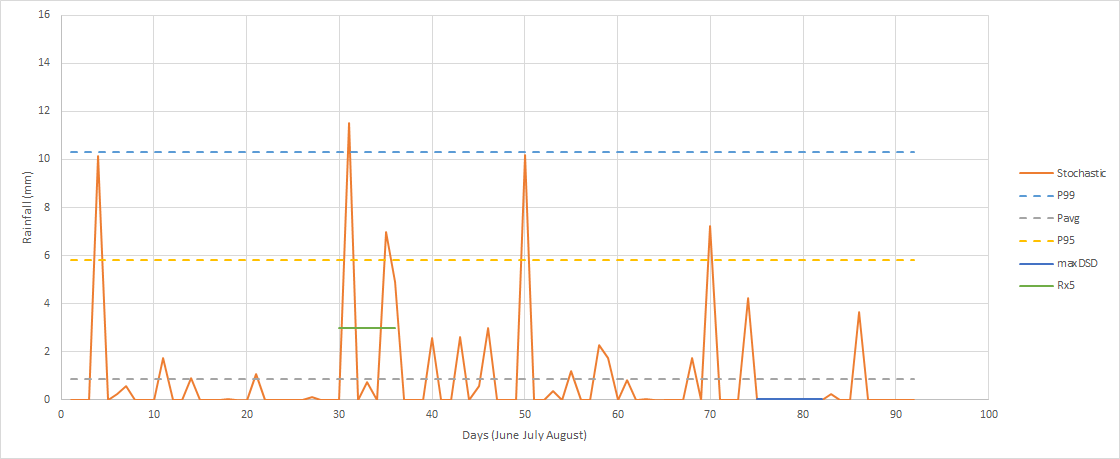 16
14
12
10
8
6
4
2
0
Rainfall (mm)
0 10 20 30 40 50 60 70 80 90 100
Days (June July August)
Stochastic
P99
Pavg
P95
maxDSD
Rx5